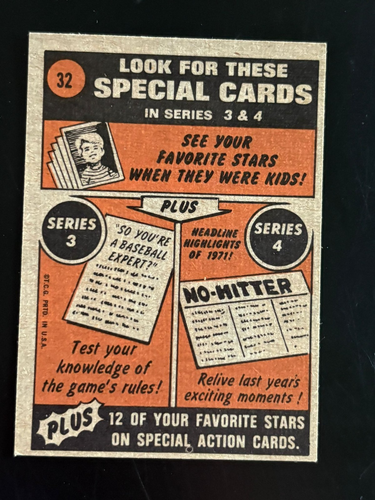 32
LOOK FOR THESE
SPECIAL CARDS
IN SERIES 3 & 4
SEE YOUR
FAVORITE STARS
WHEN THEY WERE KIDS!
PLUS
SERIES
3
"SO YOU'RE
A BASEBALL
EXPERT?"
Test your
knowledge of
the game's rules!
HEADLINE
HIGHLIGHTS
OF 1971!
SERIES
4
NO-HITTER
Relive last year's
exciting moments!
©T.C.G. PRTD. IN U.S.A.
PLUS
12 OF YOUR FAVORITE STARS
ON SPECIAL ACTION CARDS.